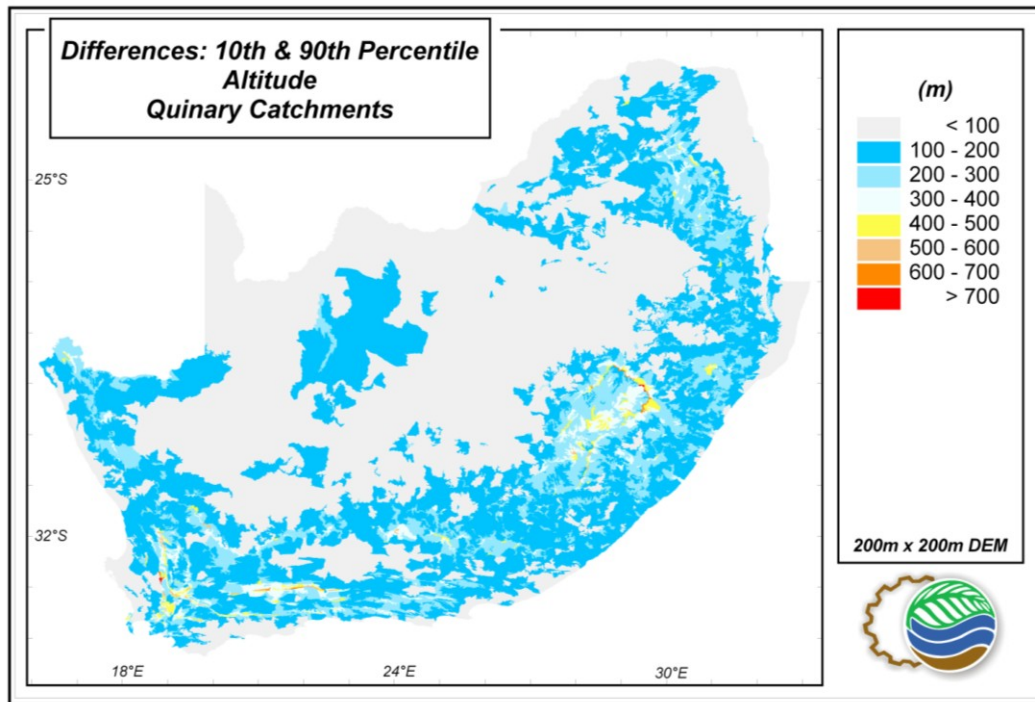 Differences: 10th & 90th Percentile
Altitude
Quinary Catchments
(m)
< 100
100 - 200
200 - 300
300 - 400
400 - 500
500 - 600
600 - 700
> 700
25°S
32°S
200m x 200m DEM
18°E
24°E
30°E